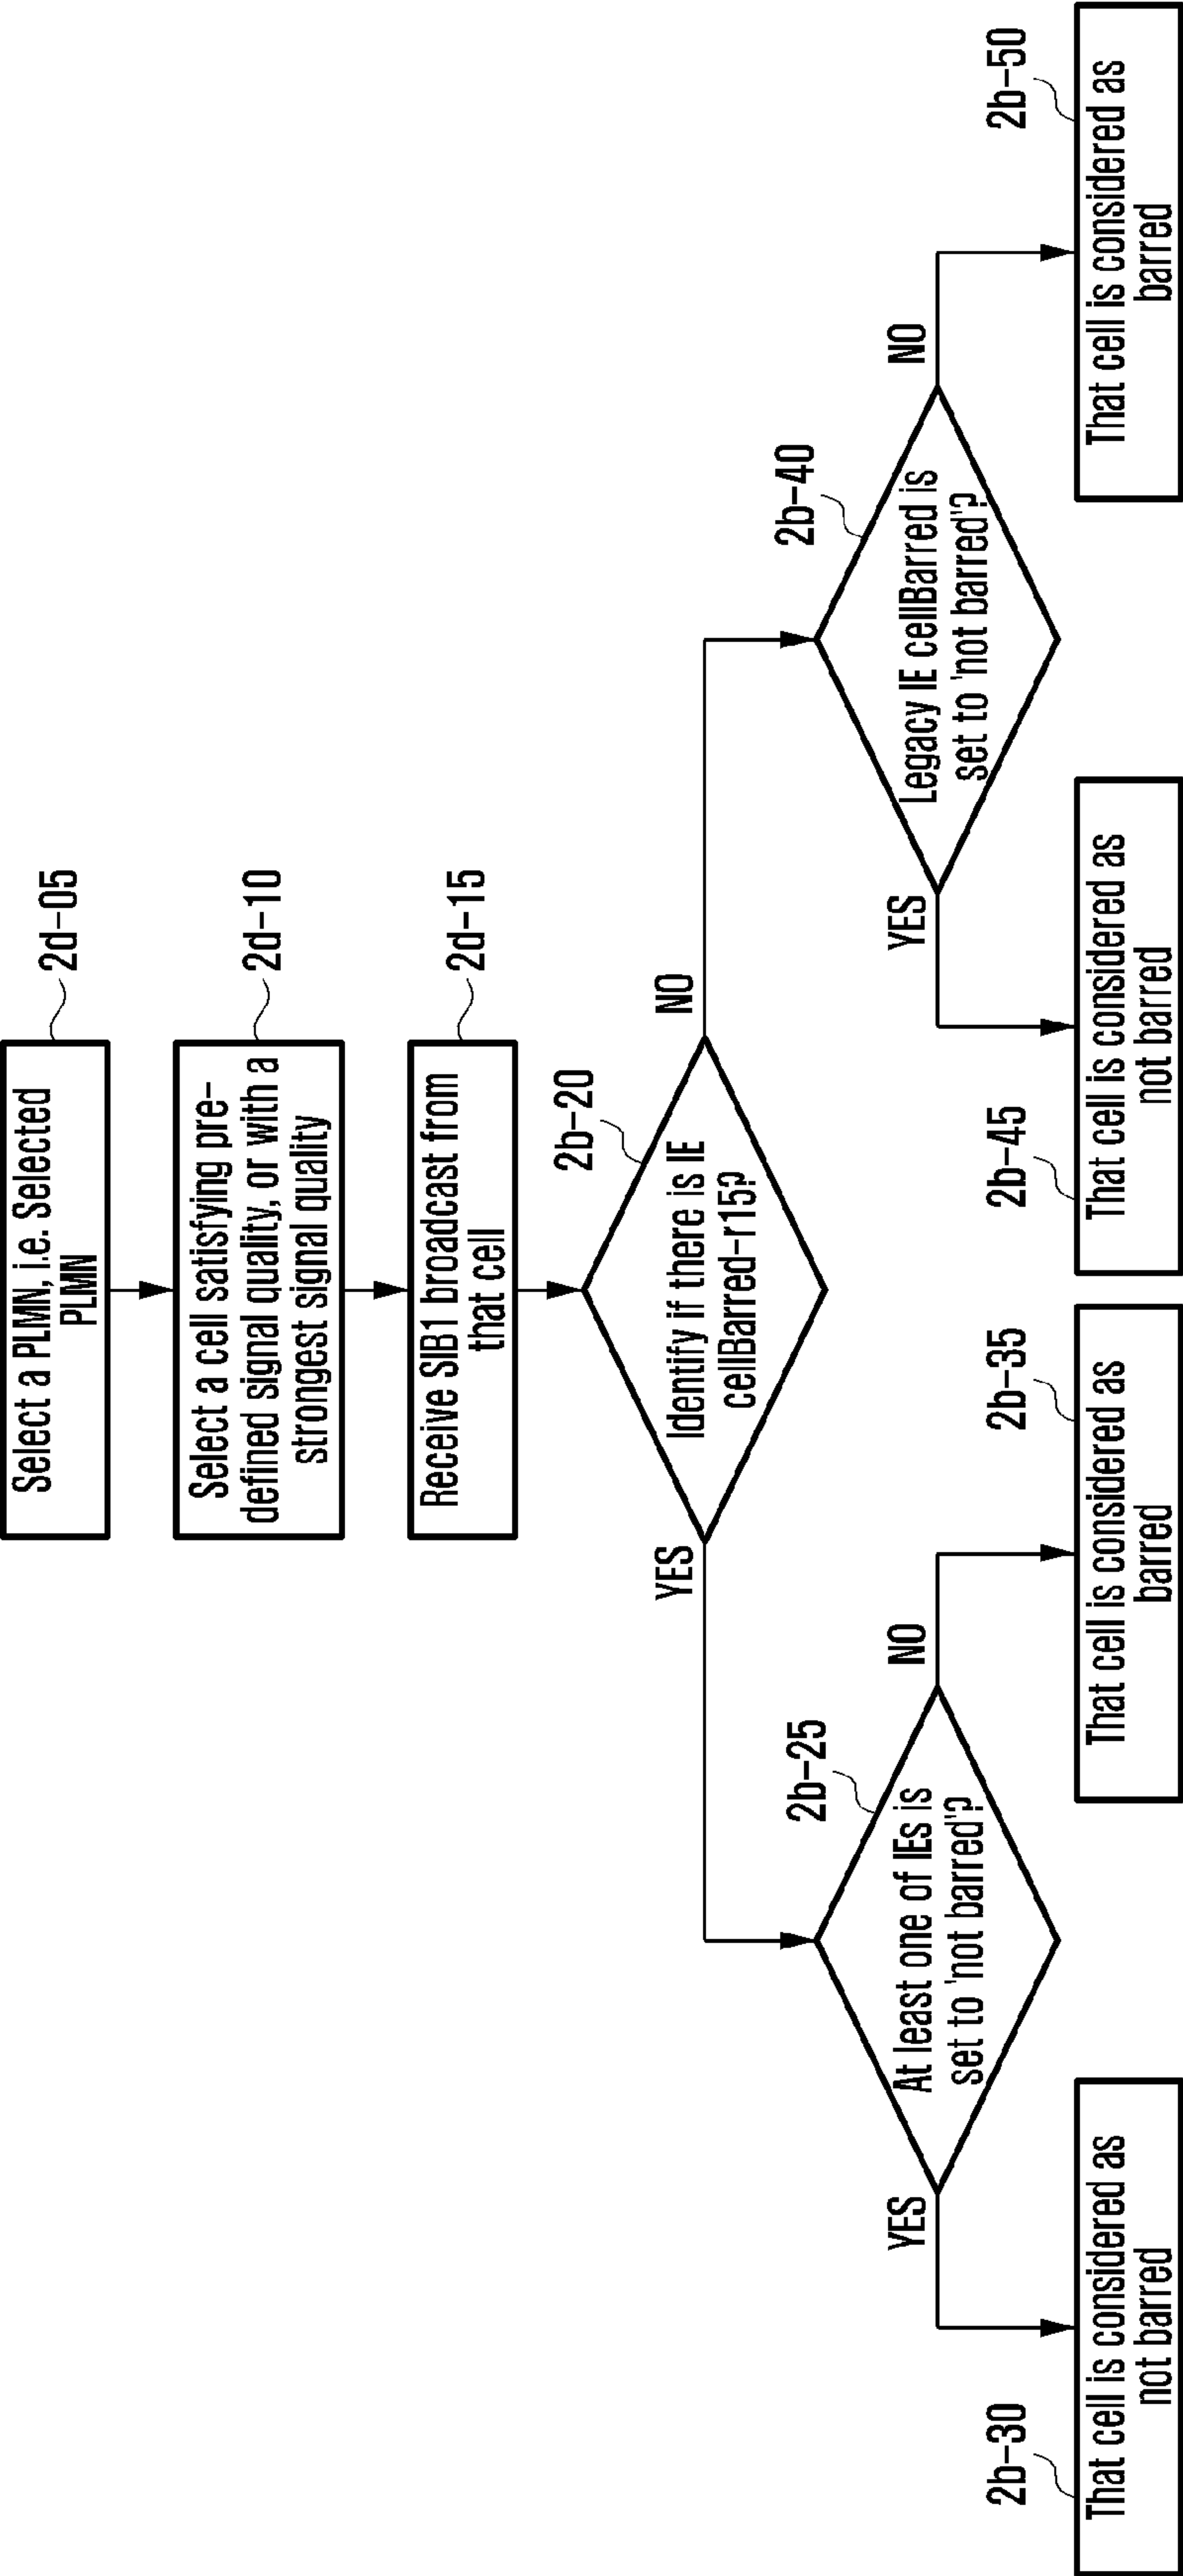 Select a PLMN, i.e. Selected
PLMN
2d-05
Select a cell satisfying pre-
defined signal quality, or with a
strongest signal quality
2d-10
Receive SIB1 broadcast from
that cell
2d-15
2b-20
Identify if there is IE
cellBarred-r15?
YES
NO
2b-25
At least one of IEs is
set to 'not barred'?
YES
NO
2b-40
Legacy IE cellBarred is
set to 'not barred'?
YES
NO
2b-30
That cell is considered as
not barred
2b-35
That cell is considered as
barred
2b-45
That cell is considered as
not barred
2b-50
That cell is considered as
barred